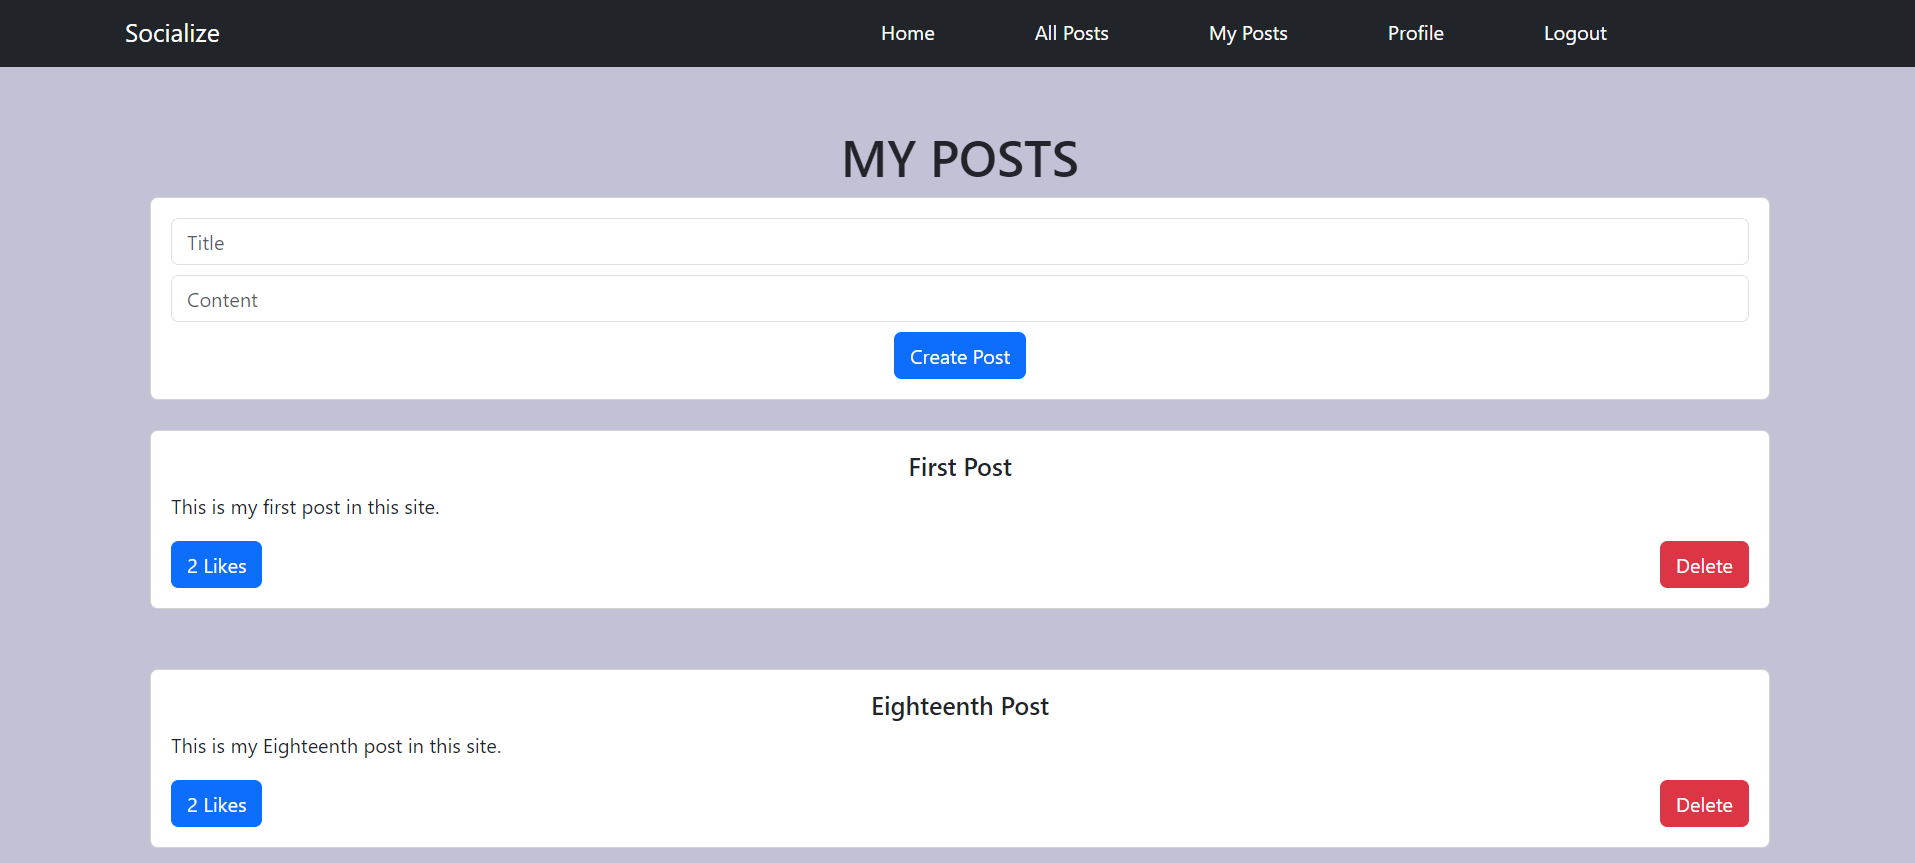 Socialize Home All Posts My Posts Profile Logout
MY POSTS
Title
Content
Create Post
First Post
This is my first post in this site.
2 Likes Delete
Eighteenth Post
This is my Eighteenth post in this site.
2 Likes Delete